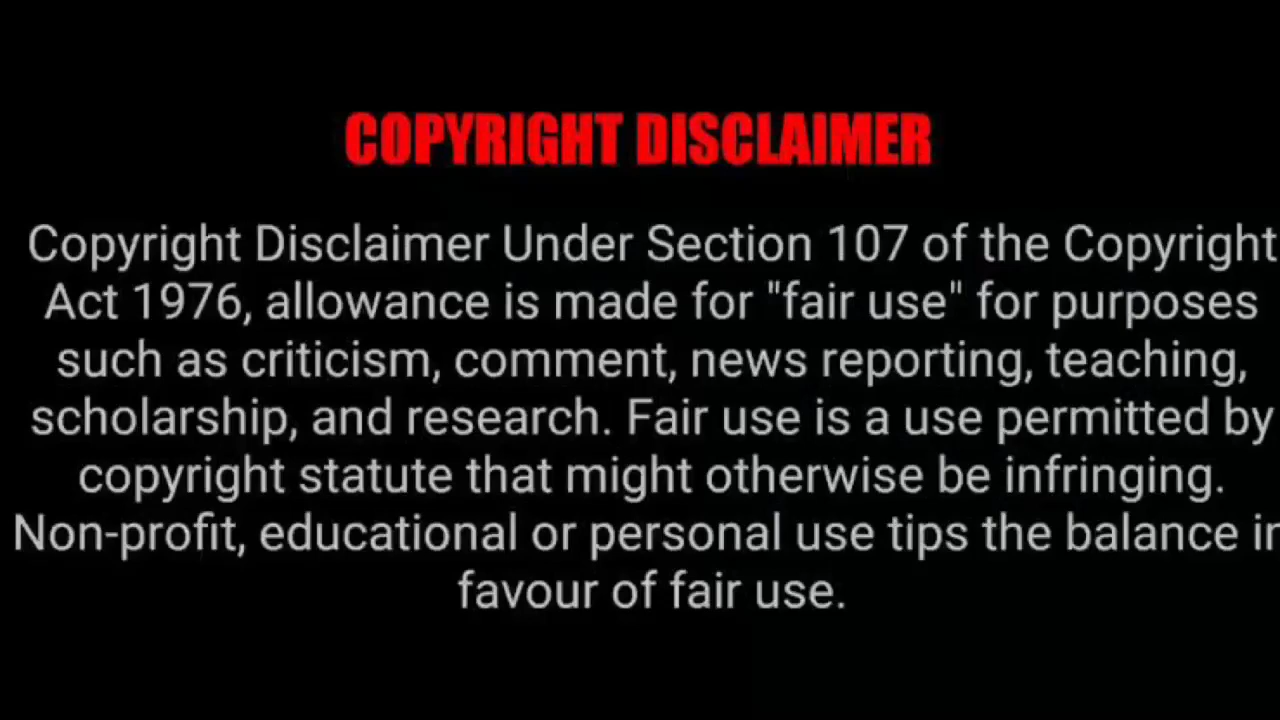 COPYRIGHT DISCLAIMER
Copyright Disclaimer Under Section 107 of the Copyright
Act 1976, allowance is made for "fair use" for purposes
such as criticism, comment, news reporting, teaching,
scholarship, and research. Fair use is a use permitted by
copyright statute that might otherwise be infringing.
Non-profit, educational or personal use tips the balance in
favour of fair use.